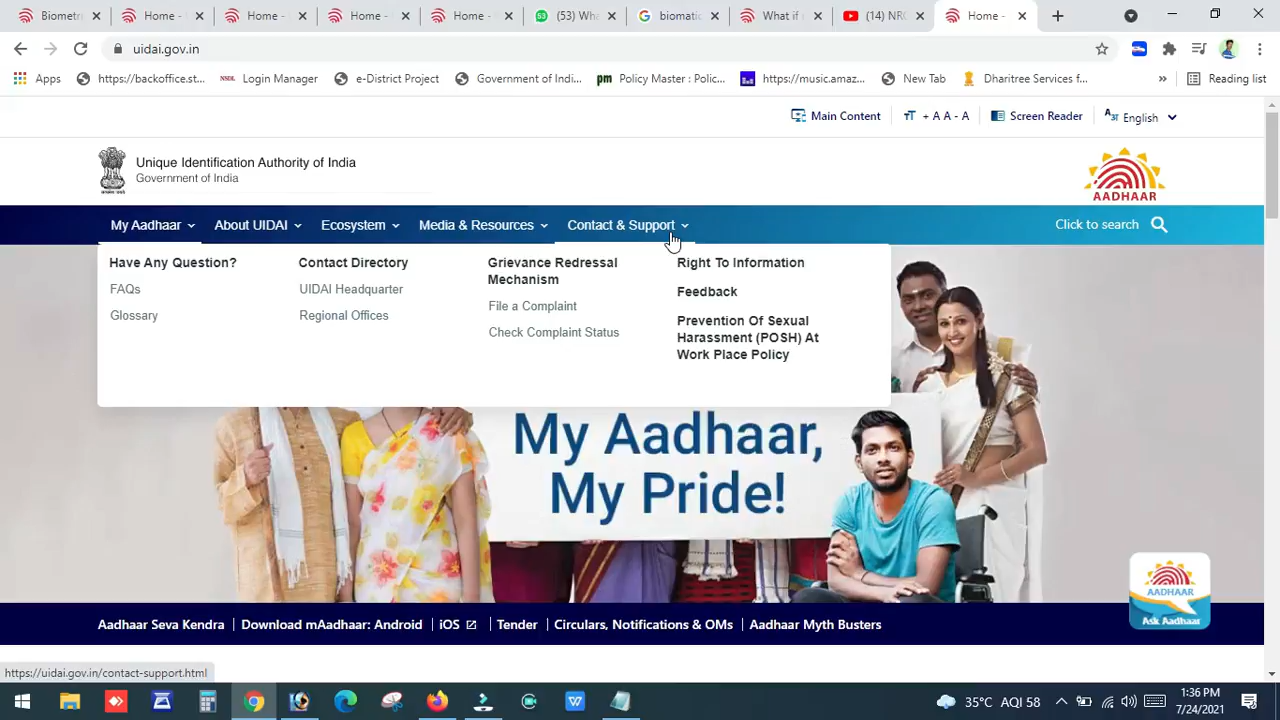 Biometri
Unique -
Home -
Home -
Home -
(53) Wha
biomatic
What if
(14) NRC
Home -
uidai.gov.in
Apps
https://backoffice.st...
NSDL
Login Manager
e-District Project
Government of Indi...
pm
Policy Master : Polic...
https://music.amaz...
New Tab
Dharitree Services f...
»
Reading list
Main Content
+ A A - A
Screen Reader
English
Unique Identification Authority of India
Government of India
AADHAAR
My Aadhaar
About UIDAI
Ecosystem
Media & Resources
Contact & Support
Click to search
Have Any Question?
FAQs
Glossary
Contact Directory
UIDAI Headquarter
Regional Offices
Grievance Redressal
Mechanism
File a Complaint
Check Complaint Status
Right To Information
Feedback
Prevention Of Sexual
Harassment (POSH) At
Work Place Policy
My Aadhaar,
My Pride!
AADHAAR
Ask Aadhaar
Aadhaar Seva Kendra
Download mAadhaar: Android
iOS
Tender
Circulars, Notifications & OMs
Aadhaar Myth Busters
https://uidai.gov.in/contact-support.html
35°C AQI 58
1:36 PM
7/24/2021